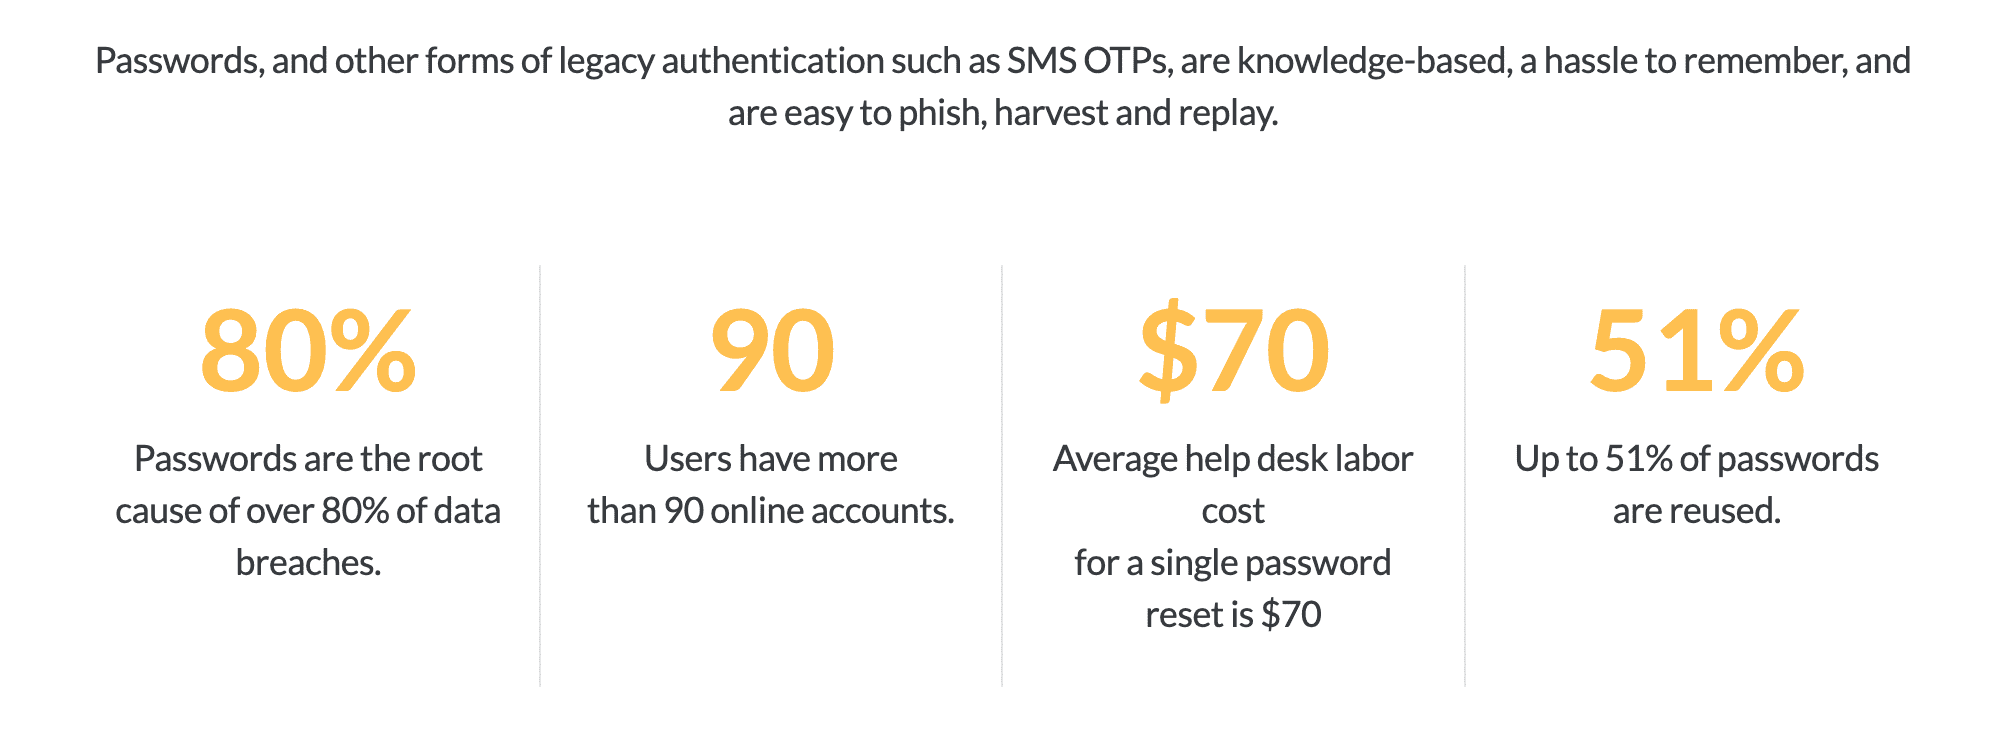 Passwords, and other forms of legacy authentication such as SMS OTPs, are knowledge-based, a hassle to remember, and
are easy to phish, harvest and replay.
80%
Passwords are the root
cause of over 80% of data
breaches.
90
Users have more
than 90 online accounts.
$70
Average help desk labor
cost
for a single password
reset is $70
51%
Up to 51% of passwords
are reused.